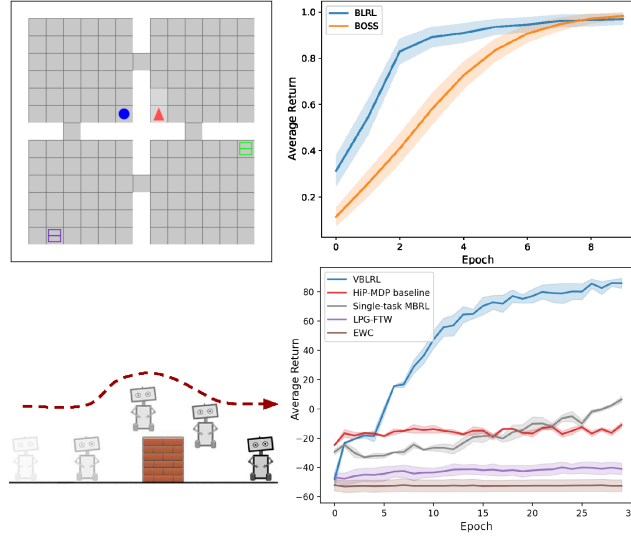 BLRL
BOSS
Average Return
1.0
0.8
0.6
0.4
0.2
0 2 4 6 8
Epoch
VBLRL
HiP-MDP baseline
Single-task MBRL
LPG-FTW
EWC
Average Return
80
60
40
20
0
−20
−40
−60
0 5 10 15 20 25
Epoch